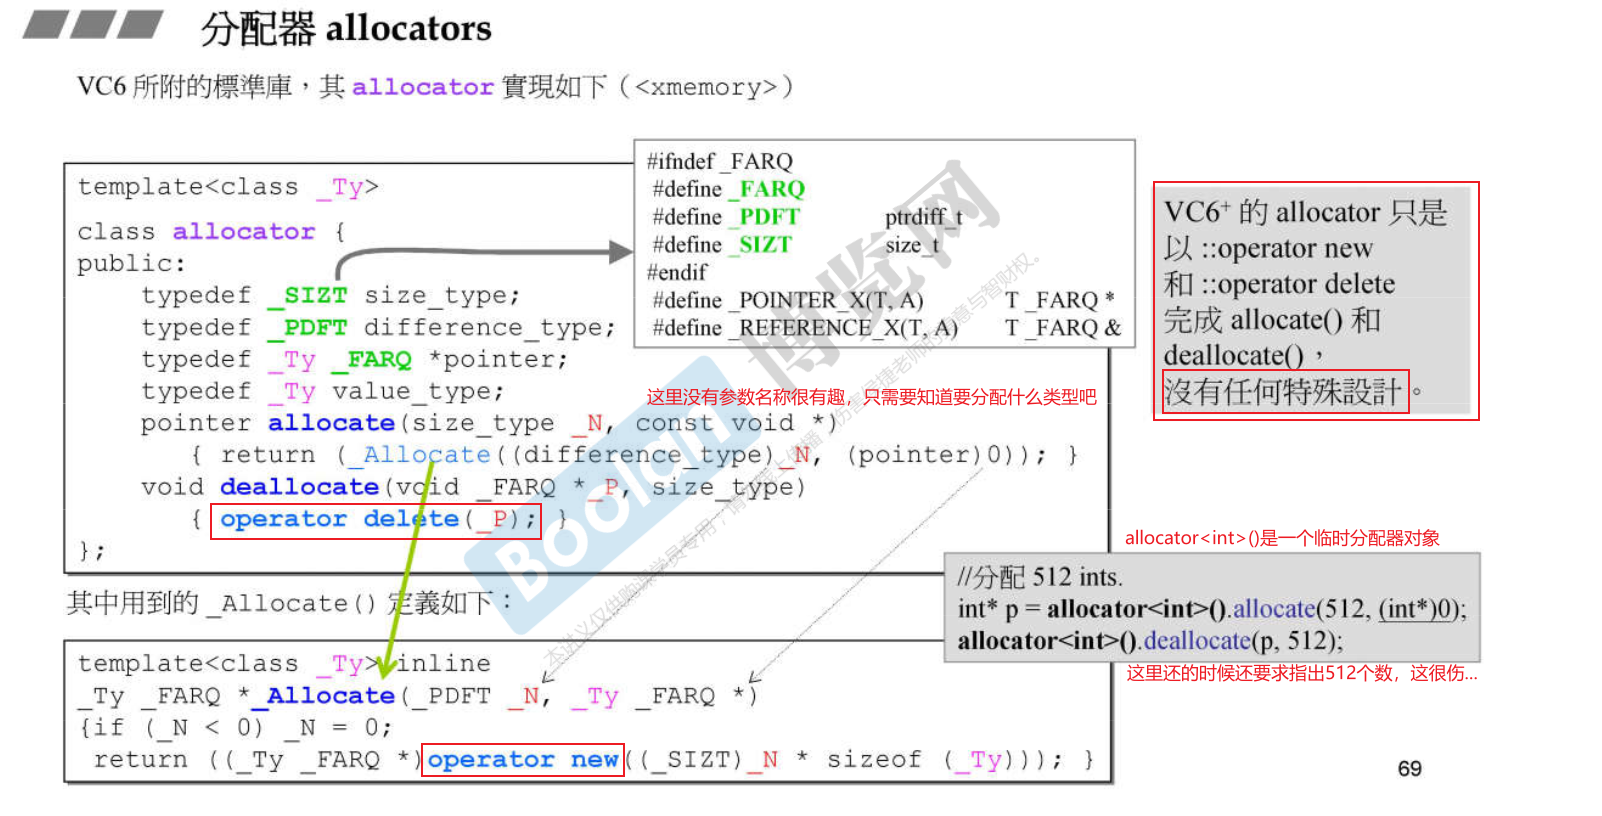 分配器 allocators
VC6 所附的標準庫，其 allocator 實現如下（<xmemory>）
template<class _Ty>
class allocator {
public:
typedef _SIZT size_type;
typedef _PDFT difference_type;
typedef _Ty _FARQ *pointer;
typedef _Ty value_type;
pointer allocate(size_type _N, const void *)
{ return (_Allocate((difference_type)_N, (pointer)0)); }
void deallocate(void _FARQ *_P, size_type)
{ operator delete(_P); }
};
#ifndef _FARQ
#define _FARQ
#define _PDFT ptrdiff_t
#define _SIZT size_t
#endif
#define _POINTER_X(T, A) T _FARQ *
#define _REFERENCE_X(T, A) T _FARQ &
VC6+ 的 allocator 只是
以 ::operator new
和 ::operator delete
完成 allocate() 和
deallocate()，
沒有任何特殊設計。
这里没有参数名称很有趣，只需要知道要分配什么类型吧
allocator<int>()是一个临时分配器对象
//分配 512 ints.
int* p = allocator<int>().allocate(512, (int*)0);
allocator<int>().deallocate(p, 512);
这里还的时候还要求指出512个数，这很伤...
其中用到的 _Allocate() 定義如下：
template<class _Ty> inline
_Ty _FARQ *_Allocate(_PDFT _N, _Ty _FARQ *)
{if (_N < 0) _N = 0;
return ((_Ty _FARQ *)operator new((_SIZT)_N * sizeof (_Ty))); }
69
Boolan
博览网